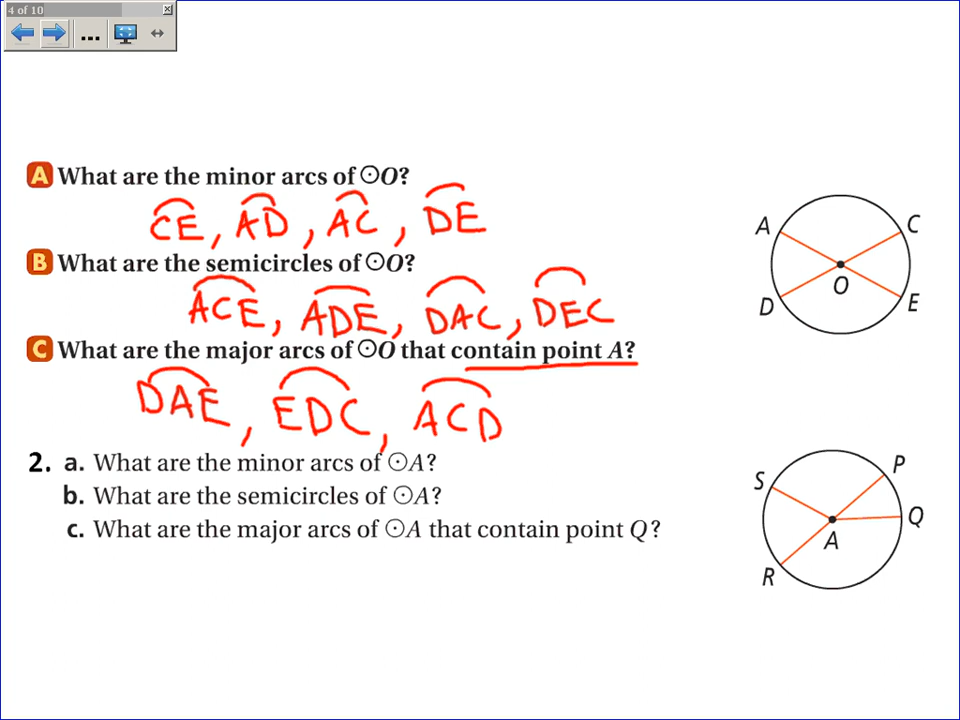 4 of 10
A What are the minor arcs of ⊙O?
CE, AD, AC, DE
B What are the semicircles of ⊙O?
ACE, ADE, DAC, DEC
C What are the major arcs of ⊙O that contain point A?
DAE, EDC, ACD
2. a. What are the minor arcs of ⊙A?
b. What are the semicircles of ⊙A?
c. What are the major arcs of ⊙A that contain point Q?
A C
O
D E
P
S
Q
A
R